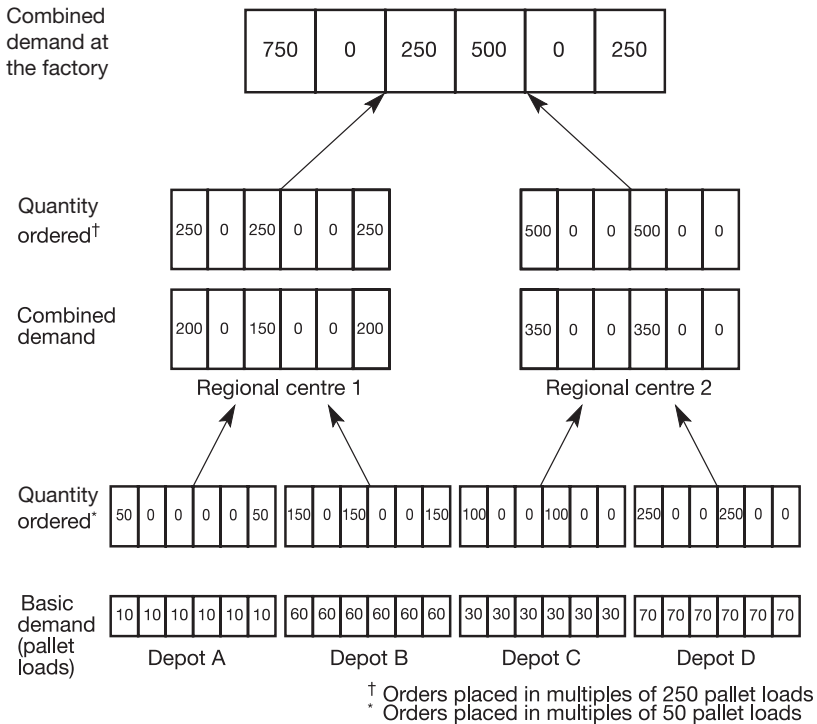 Combined
demand at
the factory
750 0 250 500 0 250
Quantity
ordered†
250 0 250 0 0 250
500 0 0 500 0 0
Combined
demand
200 0 150 0 0 200
350 0 0 350 0 0
Regional centre 1
Regional centre 2
Quantity
ordered*
50 0 0 0 0 50
150 0 150 0 0 150
100 0 0 100 0 0
250 0 0 250 0 0
Basic
demand
(pallet
loads)
10 10 10 10 10 10
60 60 60 60 60 60
30 30 30 30 30 30
70 70 70 70 70 70
Depot A
Depot B
Depot C
Depot D
† Orders placed in multiples of 250 pallet loads
* Orders placed in multiples of 50 pallet loads